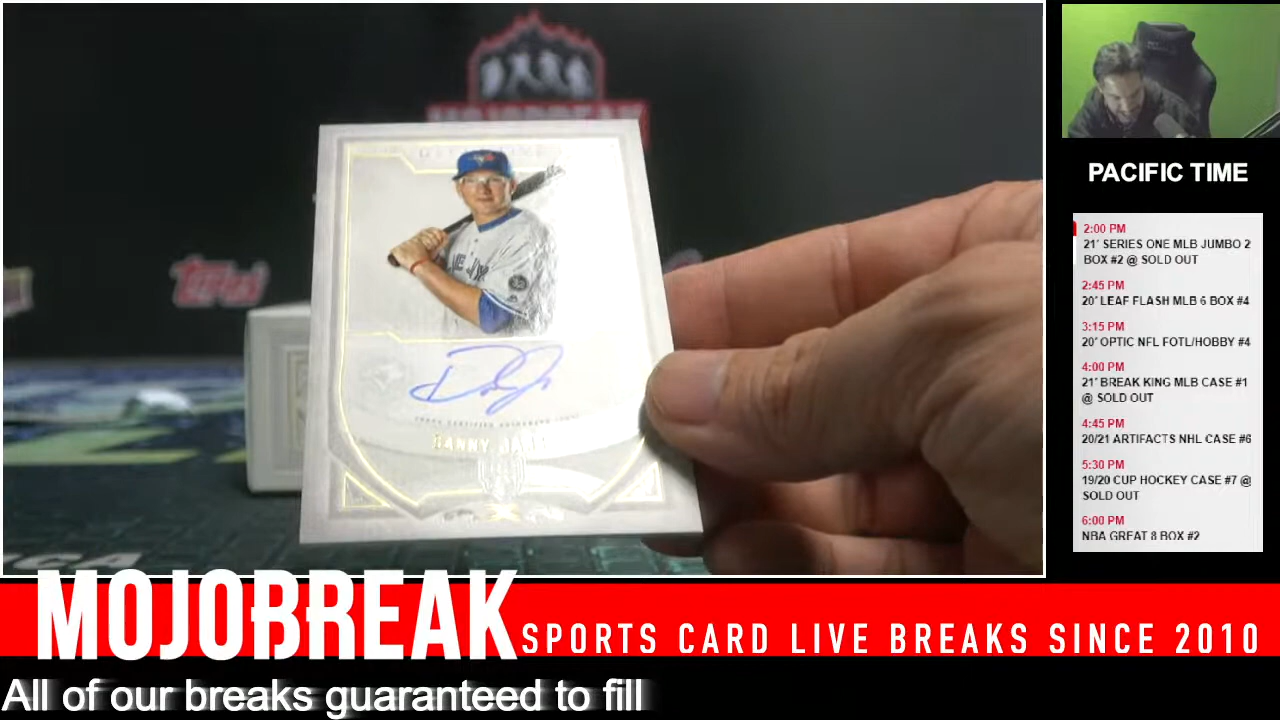 MOJOBREAK
Topps
DANNY
PACIFIC TIME
2:00 PM
21' SERIES ONE MLB JUMBO 2
BOX #2 @ SOLD OUT
2:45 PM
20' LEAF FLASH MLB 6 BOX #4
3:15 PM
20' OPTIC NFL FOTL/HOBBY #4
4:00 PM
21' BREAK KING MLB CASE #1
@ SOLD OUT
4:45 PM
20/21 ARTIFACTS NHL CASE #6
5:30 PM
19/20 CUP HOCKEY CASE #7 @
SOLD OUT
6:00 PM
NBA GREAT 8 BOX #2
MOJOBREAK SPORTS CARD LIVE BREAKS SINCE 2010
All of our breaks guaranteed to fill